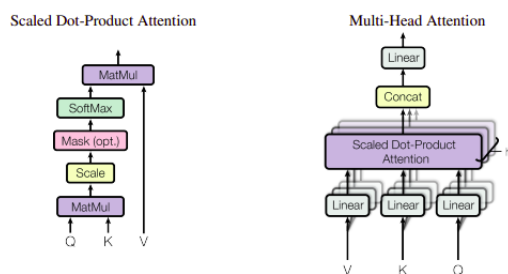 Scaled Dot-Product Attention
MatMul
SoftMax
Mask (opt.)
Scale
MatMul
Q K V
Multi-Head Attention
Linear
Concat
Scaled Dot-Product
Attention
Linear Linear Linear
V K Q